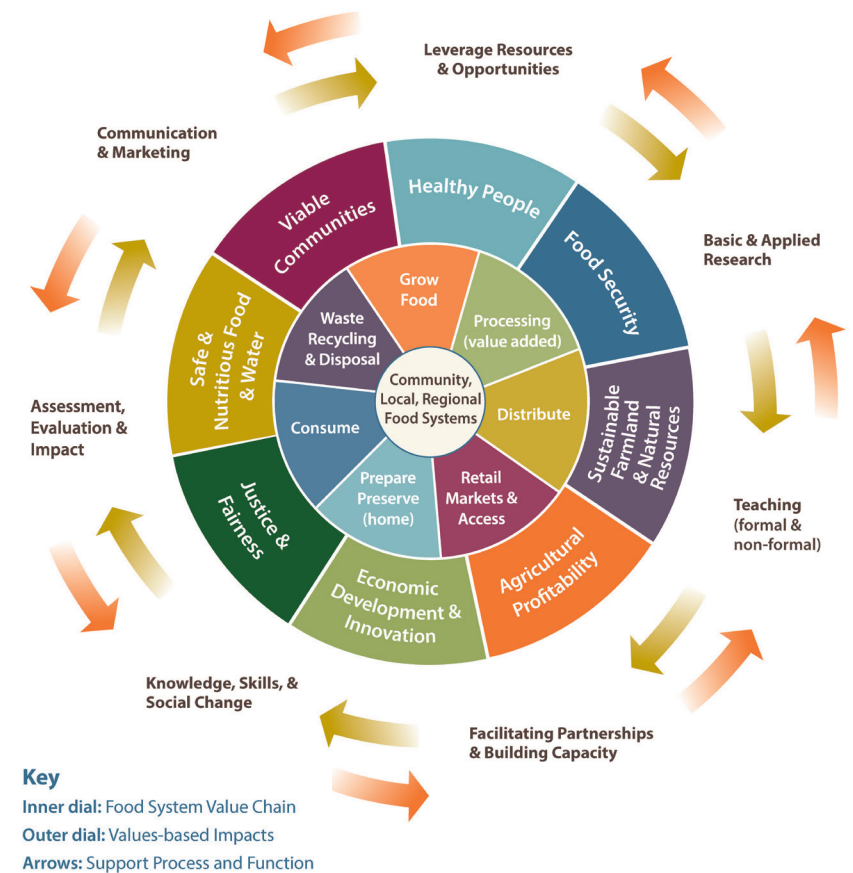 Leverage Resources
& Opportunities
Communication
& Marketing
Basic & Applied
Research
Assessment,
Evaluation &
Impact
Teaching
(formal &
non-formal)
Knowledge, Skills, &
Social Change
Facilitating Partnerships
& Building Capacity
Healthy People
Food Security
Sustainable
Farmland
& Natural
Resources
Agricultural
Profitability
Economic
Development &
Innovation
Justice &
Fairness
Safe &
Nutritious Food
& Water
Viable
Communities
Grow
Food
Processing
(value added)
Distribute
Retail
Markets &
Access
Prepare
Preserve
(home)
Consume
Waste
Recycling
& Disposal
Community,
Local, Regional
Food Systems
Key
Inner dial: Food System Value Chain
Outer dial: Values-based Impacts
Arrows: Support Process and Function